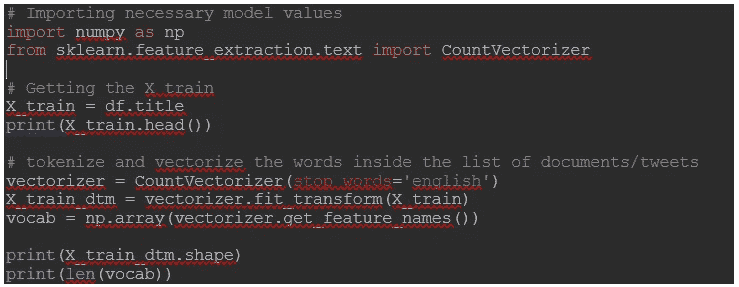 # Importing necessary model values
import numpy as np
from sklearn.feature_extraction.text import CountVectorizer
# Getting the X_train
X_train = df.title
print(X_train.head())
# tokenize and vectorize the words inside the list of documents/tweets
vectorizer = CountVectorizer(stop_words='english')
X_train_dtm = vectorizer.fit_transform(X_train)
vocab = np.array(vectorizer.get_feature_names())
print(X_train_dtm.shape)
print(len(vocab))